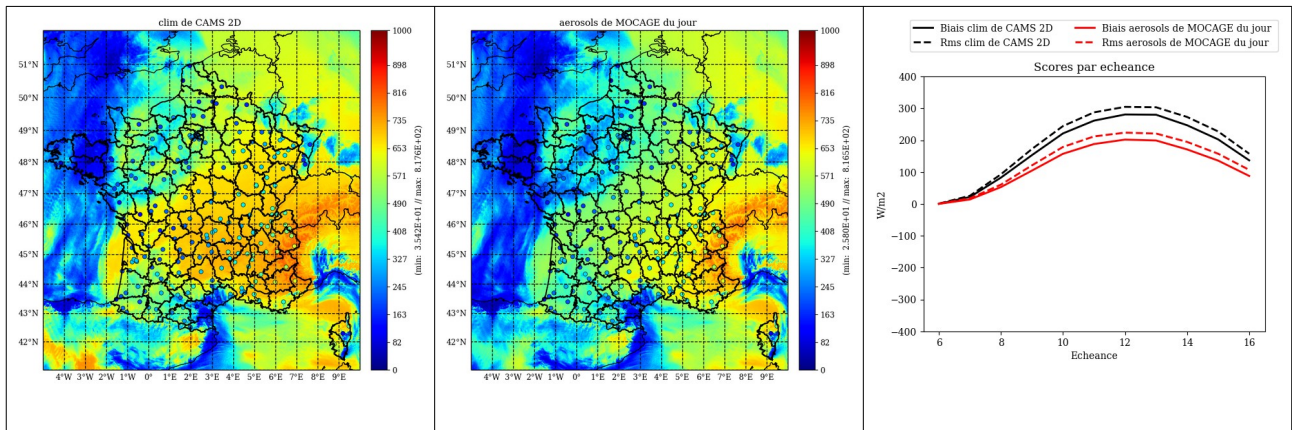 clim de CAMS 2D
51°N
50°N
49°N
48°N
47°N
46°N
45°N
44°N
43°N
42°N
4°W 3°W 2°W 1°W 0° 1°E 2°E 3°E 4°E 5°E 6°E 7°E 8°E 9°E
1000
898
816
735
653
571
490
408
327
245
163
82
0
(min: 3.542E+01 // max: 8.176E+02)
aerosols de MOCAGE du jour
51°N
50°N
49°N
48°N
47°N
46°N
45°N
44°N
43°N
42°N
4°W 3°W 2°W 1°W 0° 1°E 2°E 3°E 4°E 5°E 6°E 7°E 8°E 9°E
1000
898
816
735
653
571
490
408
327
245
163
82
0
(min: 2.580E+01 // max: 8.165E+02)
Biais clim de CAMS 2D
Rms clim de CAMS 2D
Biais aerosols de MOCAGE du jour
Rms aerosols de MOCAGE du jour
Scores par echeance
400
300
200
100
0
−100
−200
−300
−400
W/m2
6 8 10 12 14 16
Echeance